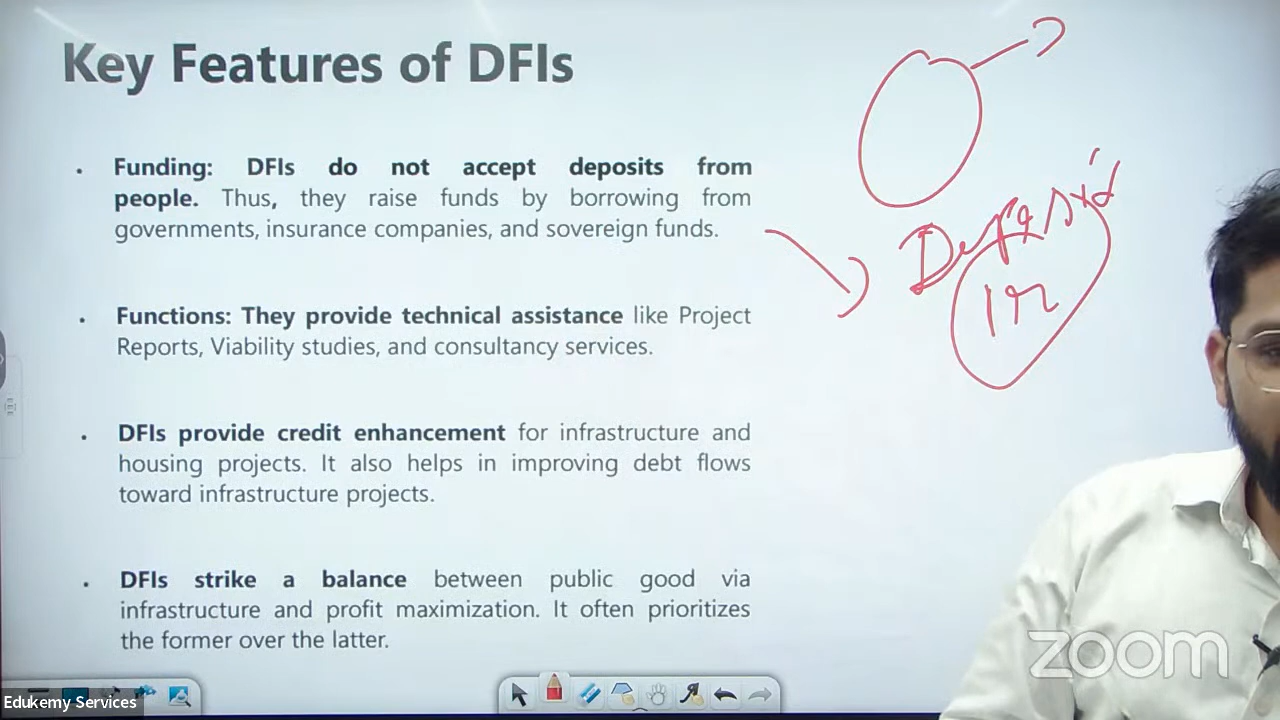 Key Features of DFIs
• Funding: DFIs do not accept deposits from
people. Thus, they raise funds by borrowing from
governments, insurance companies, and sovereign funds.
• Functions: They provide technical assistance like Project
Reports, Viability studies, and consultancy services.
• DFIs provide credit enhancement for infrastructure and
housing projects. It also helps in improving debt flows
toward infrastructure projects.
• DFIs strike a balance between public good via
infrastructure and profit maximization. It often prioritizes
the former over the latter.
zoom
Edukemy Services